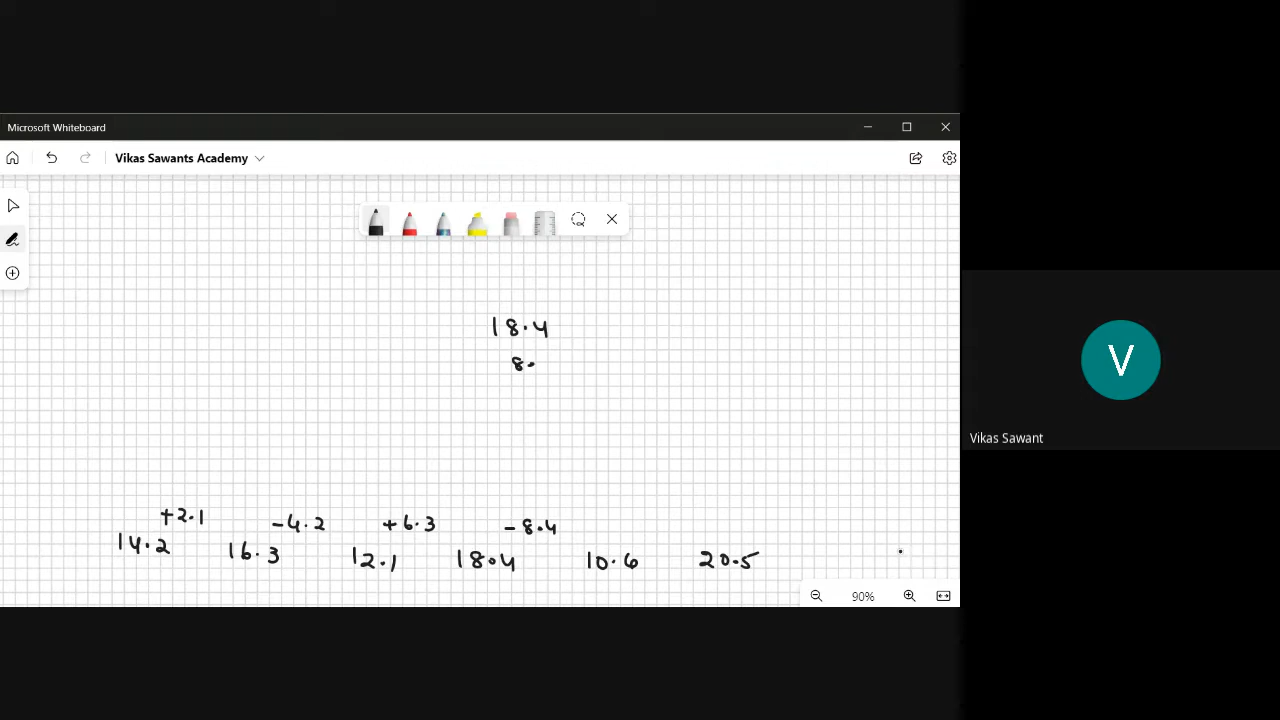 Microsoft Whiteboard
Vikas Sawants Academy
18.4
8.
+2.1 -4.2 +6.3 -8.4
14.2 16.3 12.1 18.4 10.6 20.5
90%
V
Vikas Sawant